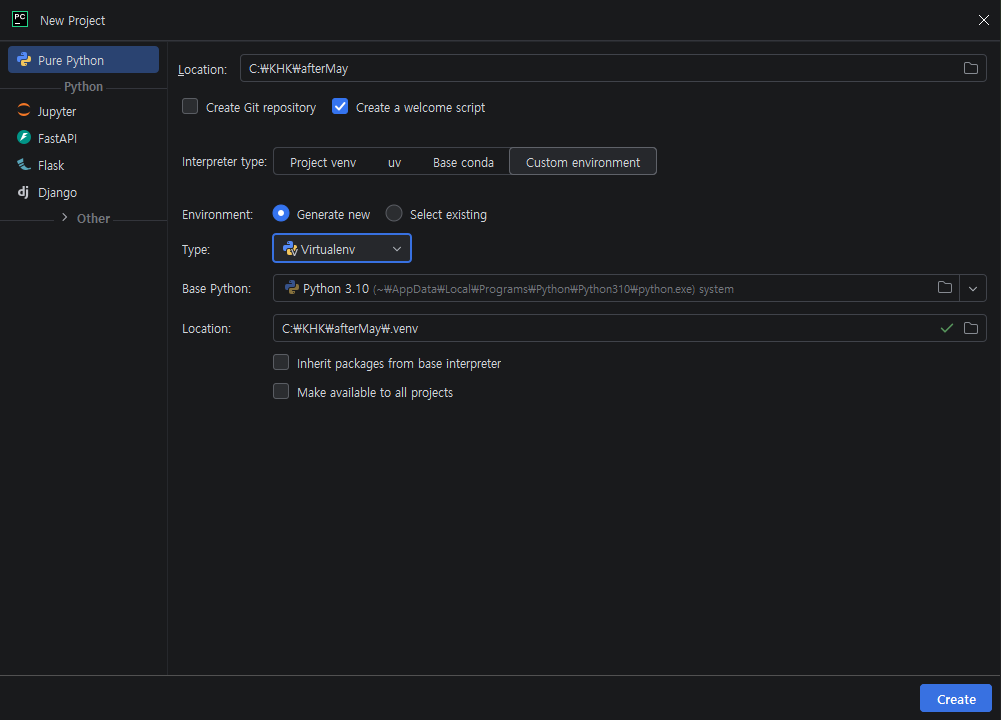 PC New Project
Pure Python
Python
Jupyter
FastAPI
Flask
dj Django
Other
Location: C:₩KHK₩afterMay
Create Git repository Create a welcome script
Interpreter type: Project venv uv Base conda Custom environment
Environment: Generate new Select existing
Type: Virtualenv
Base Python: Python 3.10 (~₩AppData₩Local₩Programs₩Python₩Python310₩python.exe) system
Location: C:₩KHK₩afterMay₩.venv
Inherit packages from base interpreter
Make available to all projects
Create